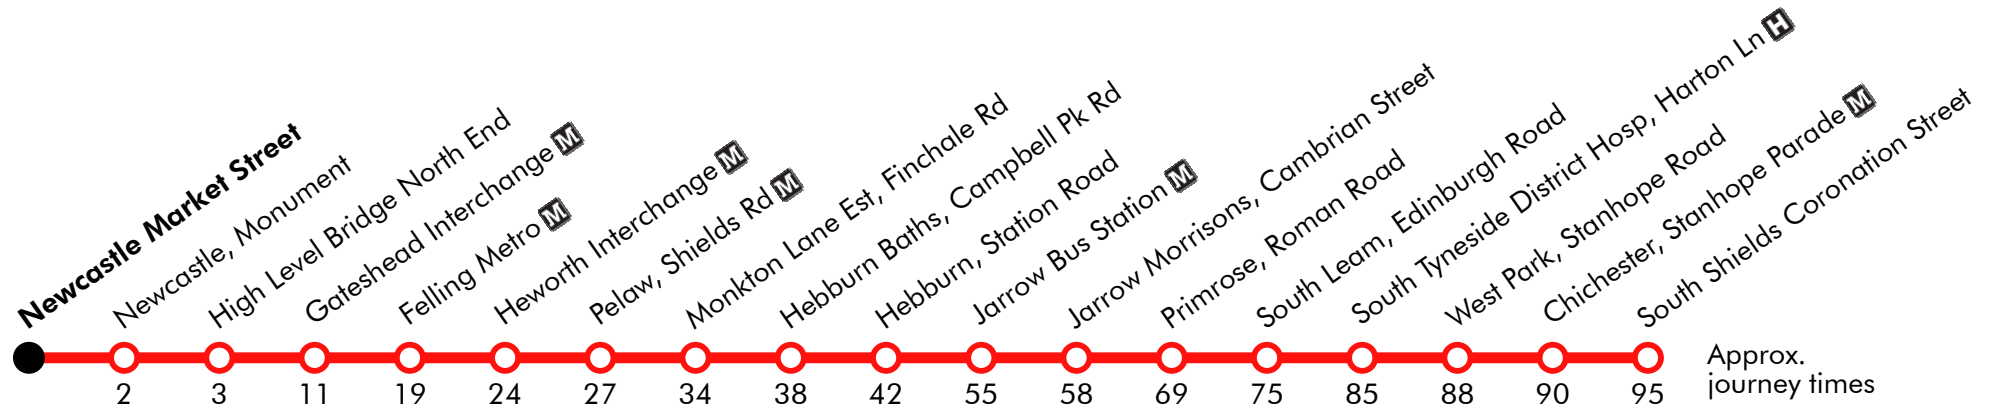 Newcastle Market Street
Newcastle, Monument
High Level Bridge North End
Gateshead Interchange M
Felling Metro M
Heworth Interchange M
Pelaw, Shields Rd M
Monkton Lane Est, Finchale Rd
Hebburn Baths, Campbell Pk Rd
Hebburn, Station Road
Jarrow Bus Station M
Jarrow Morrisons, Cambrian Street
Primrose, Roman Road
South Leam, Edinburgh Road
South Tyneside District Hosp, Harton Ln H
West Park, Stanhope Road
Chichester, Stanhope Parade M
South Shields Coronation Street
2 3 11 19 24 27 34 38 42 55 58 69 75 85 88 90 95
Approx.
journey times